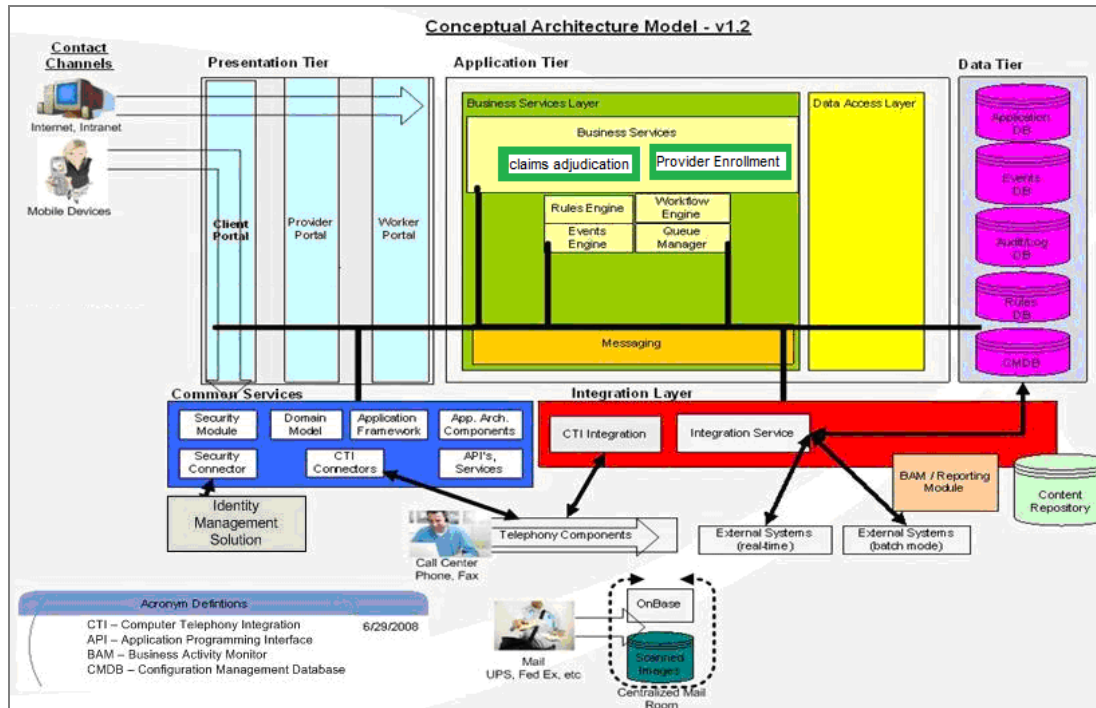 Conceptual Architecture Model - v1.2
Contact
Channels
Internet, Intranet
Mobile Devices
Presentation Tier
Client
Portal
Provider
Portal
Worker
Portal
Application Tier
Business Services Layer
Business Services
claims adjudication
Provider Enrollment
Rules Engine
Workflow
Engine
Events
Engine
Queue
Manager
Messaging
Data Access Layer
Data Tier
Application
DB
Events
DB
Audit/Log
DB
Rules
DB
CMDB
Common Services
Security
Module
Domain
Model
Application
Framework
App. Arch.
Components
Security
Connector
CTI
Connectors
API's,
Services
Integration Layer
CTI Integration
Integration Service
BAM / Reporting
Module
Content
Repository
Identity
Management
Solution
Call Center
Phone, Fax
Telephony Components
External Systems
(real-time)
External Systems
(batch mode)
Acronym Definitions
CTI – Computer Telephony Integration
6/29/2008
API – Application Programming Interface
BAM – Business Activity Monitor
CMDB – Configuration Management Database
Mail
UPS, Fed Ex, etc
OnBase
Scanned
Images
Centralized Mail
Room